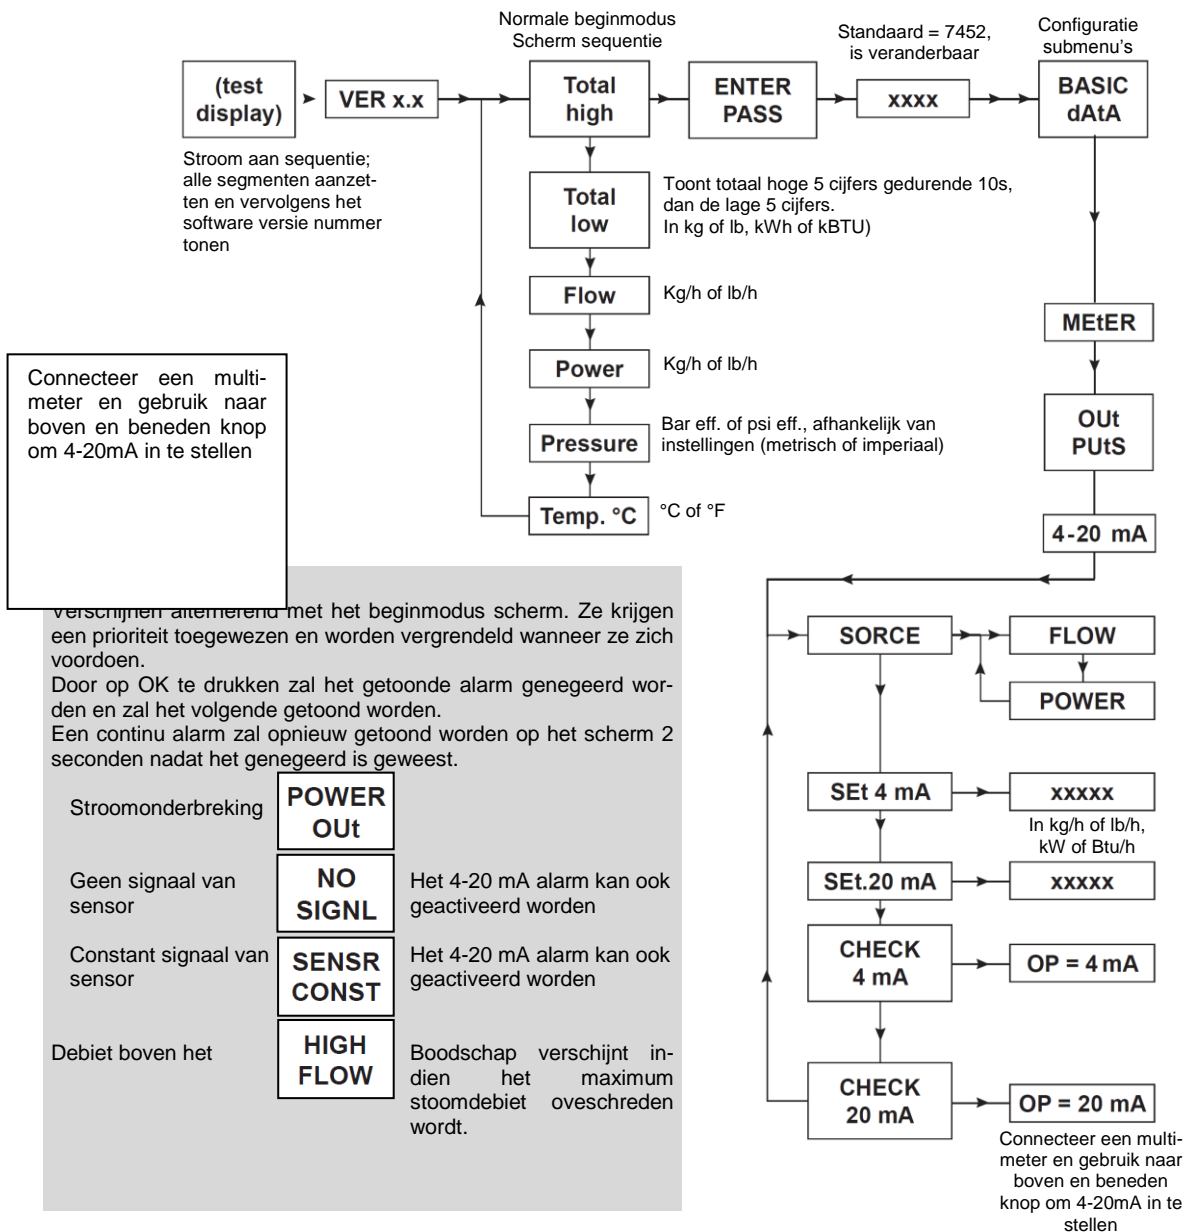 Normale beginmodus
Scherm sequentie
Standaard = 7452,
is veranderbaar
Configuratie
submenu's
(test
display)
VER x.x
Total
high
ENTER
PASS
xxxx
BASIC
dAtA
Stroom aan sequentie;
alle segmenten aanzet-
ten en vervolgens het
software versie nummer
tonen
Total
low
Toont totaal hoge 5 cijfers gedurende 10s,
dan de lage 5 cijfers.
In kg of lb, kWh of kBTU)
Flow
Kg/h of lb/h
Power
Kg/h of lb/h
Pressure
Bar eff. of psi eff., afhankelijk van
instellingen (metrisch of imperiaal)
Temp. °C
°C of °F
MEtER
OUt
PUtS
4-20 mA
Connecteer een multi-
meter en gebruik naar
boven en beneden knop
om 4-20mA in te stellen
Verschijnen alternerend met het beginmodus scherm. Ze krijgen
een prioriteit toegewezen en worden vergrendeld wanneer ze zich
voordoen.
Door op OK te drukken zal het getoonde alarm genegeerd wor-
den en zal het volgende getoond worden.
Een continu alarm zal opnieuw getoond worden op het scherm 2
seconden nadat het genegeerd is geweest.
Stroomonderbreking
POWER
OUt
Geen signaal van
sensor
NO
SIGNL
Het 4-20 mA alarm kan ook
geactiveerd worden
Constant signaal van
sensor
SENSR
CONST
Het 4-20 mA alarm kan ook
geactiveerd worden
Debiet boven het
HIGH
FLOW
Boodschap verschijnt in-
dien het maximum
stoomdebiet oveschreden
wordt.
SORCE
FLOW
POWER
SEt 4 mA
xxxxx
In kg/h of lb/h,
kW of Btu/h
SEt.20 mA
xxxxx
CHECK
4 mA
OP = 4 mA
CHECK
20 mA
OP = 20 mA
Connecteer een multi-
meter en gebruik naar
boven en beneden
knop om 4-20mA in te
stellen